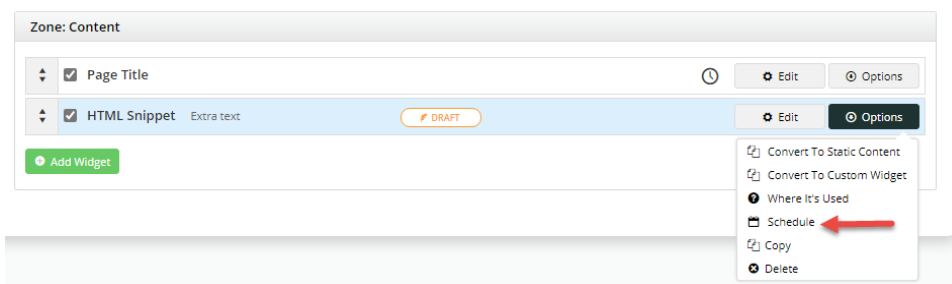 Zone: Content
Page Title Edit Options
HTML Snippet Extra text DRAFT Edit Options
Add Widget
Convert To Static Content
Convert To Custom Widget
Where It's Used
Schedule
Copy
Delete